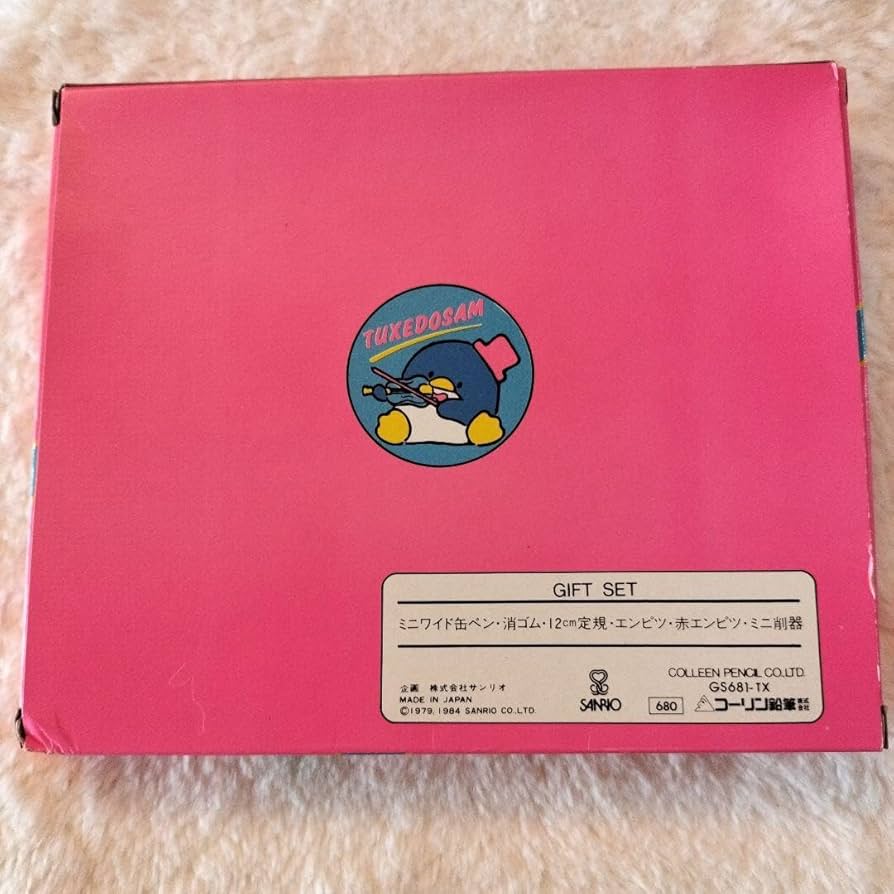 TUXEDOSAM
GIFT SET
ミニワイド缶ペン・消ゴム・12cm定規・エンピツ・赤エンピツ・ミニ削器
企画 株式会社サンリオ
MADE IN JAPAN
©1979, 1984 SANRIO CO.,LTD.
SANRIO
COLLEEN PENCIL CO.,LTD.
GS681-TX
680
コーリン鉛筆株式会社